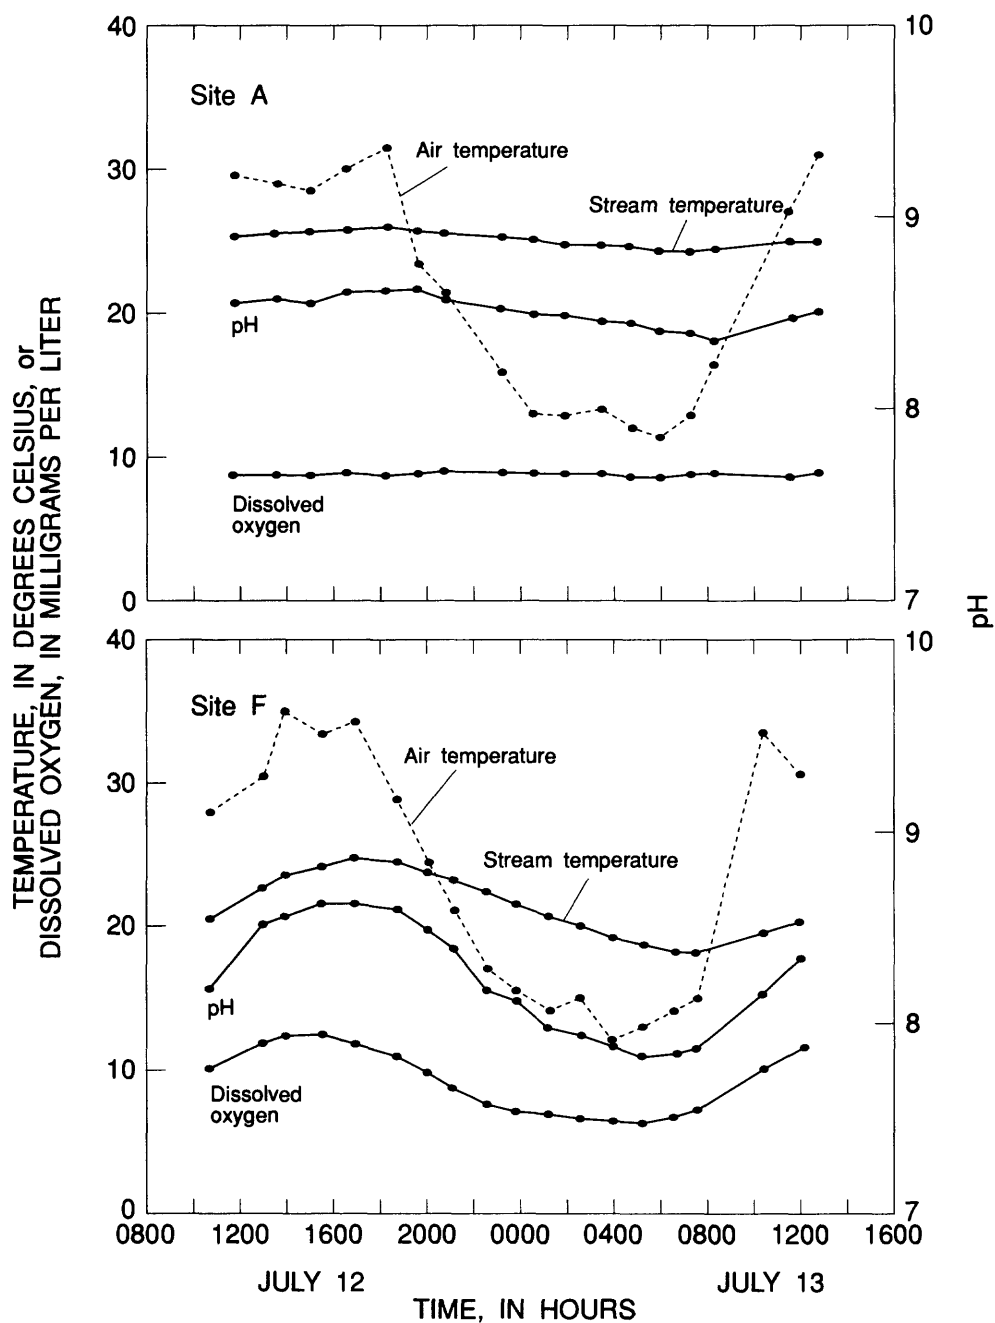 40
30
20
10
0
10
9
8
7
Site A
Air temperature
Stream temperature
pH
Dissolved
oxygen
TEMPERATURE, IN DEGREES CELSIUS, or
DISSOLVED OXYGEN, IN MILLIGRAMS PER LITER
pH
40
30
20
10
0
10
9
8
7
Site F
Air temperature
Stream temperature
pH
Dissolved
oxygen
0800 1200 1600 2000 0000 0400 0800 1200 1600
JULY 12 JULY 13
TIME, IN HOURS